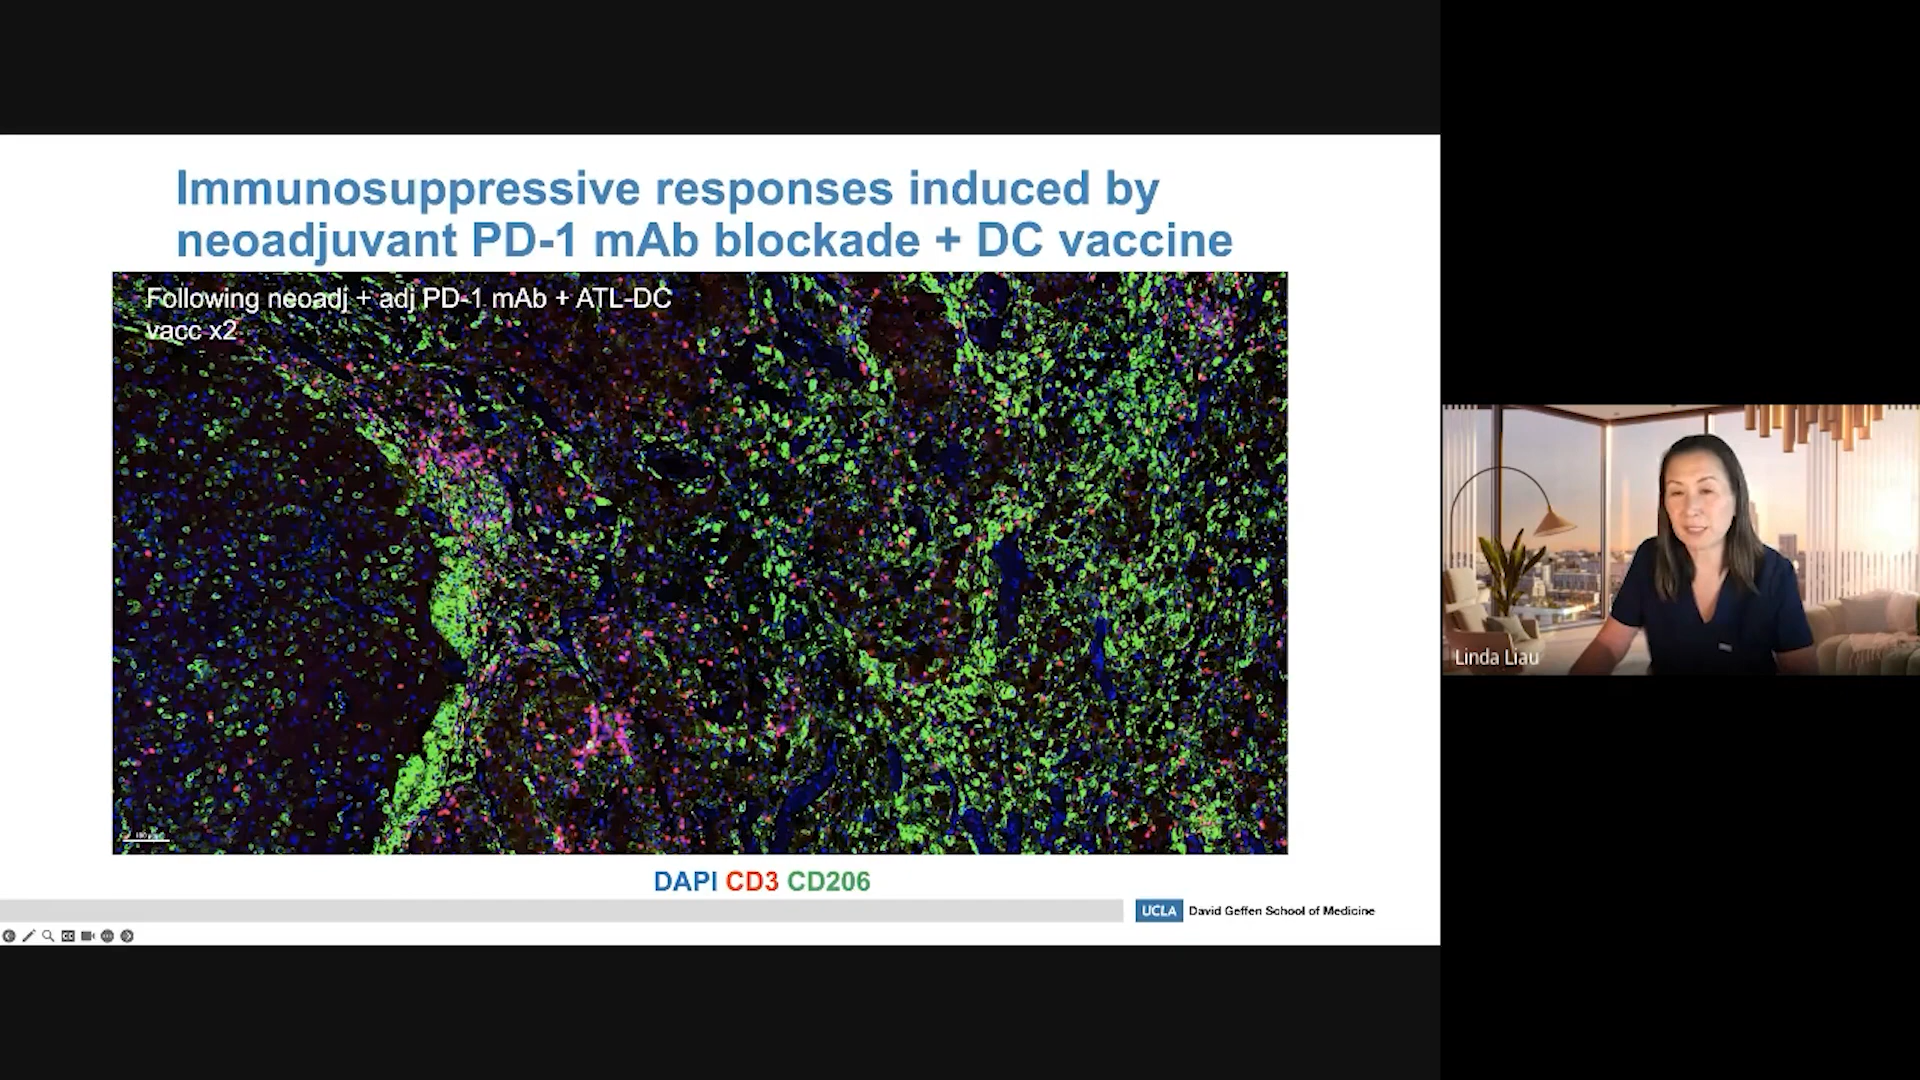 Immunosuppressive responses induced by
neoadjuvant PD-1 mAb blockade + DC vaccine
Following neoadj + adj PD-1 mAb + ATL-DC
vacc x2
DAPI CD3 CD206
UCLA David Geffen School of Medicine
Linda Liau